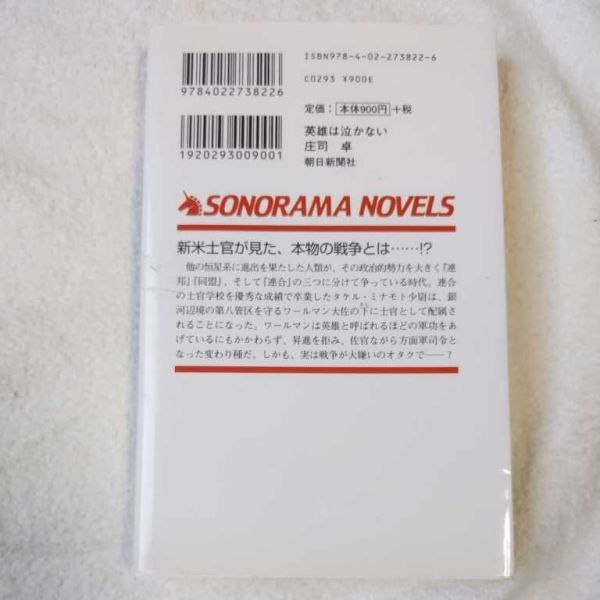 ISBN978-4-02-273822-6
C0293 ¥900E
9784022738226
定価：本体900円＋税
1920293009001
英雄は泣かない
庄司 卓
朝日新聞社
SONORAMA NOVELS
新米士官が見た、本物の戦争とは……!?
他の恒星系に進出を果たした人類が、その政治的勢力を大きく『連
邦』『同盟』、そして『連合』の三つに分けて争っている時代。連合
の士官学校を優秀な成績で卒業したタケル・ミナモト少尉は、銀
河辺境の第八管区を守るワールマン大佐の下に士官として配属さ
れることになった。ワールマンは英雄と呼ばれるほどの軍功をあ
げているにもかかわらず、昇進を拒み、佐官ながら方面軍司令と
なった変わり種だ。しかも、実は戦争が大嫌いのオタクで――？